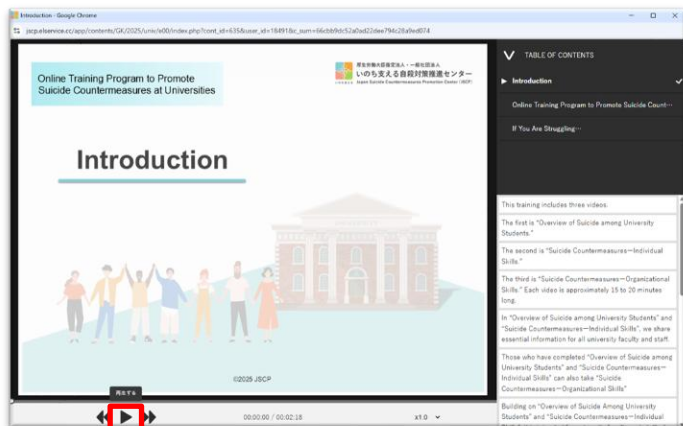 Introduction - Google Chrome
jscp.elservice.cc/app/contents/GK/2025/univ/x00/index.php?cont_id=635&user_id=18491&c_sum=66cbb9dc52a0ad22dee794c28a9ed074
Online Training Program to Promote
Suicide Countermeasures at Universities
厚生労働大臣指定法人・一般社団法人
いのち支える自殺対策推進センター
Japan Suicide Countermeasures Promotion Center (JSCP)
Introduction
©2025 JSCP
再生する
00:00:00 / 00:02:18
x1.0
TABLE OF CONTENTS
Introduction
Online Training Program to Promote Suicide Count…
If You Are Struggling…
This training includes three videos.
The first is "Overview of Suicide among University
Students."
The second is "Suicide Countermeasures—Individual
Skills."
The third is "Suicide Countermeasures—Organizational
Skills." Each video is approximately 15 to 20 minutes
long.
In "Overview of Suicide among University Students" and
"Suicide Countermeasures—Individual Skills", we share
essential information for all university faculty and staff.
Those who have completed "Overview of Suicide among
University Students" and "Suicide Countermeasures—
Individual Skills" can also take "Suicide
Countermeasures—Organizational Skills"
Building on "Overview of Suicide Among University
Students" and "Suicide Countermeasures—Individual